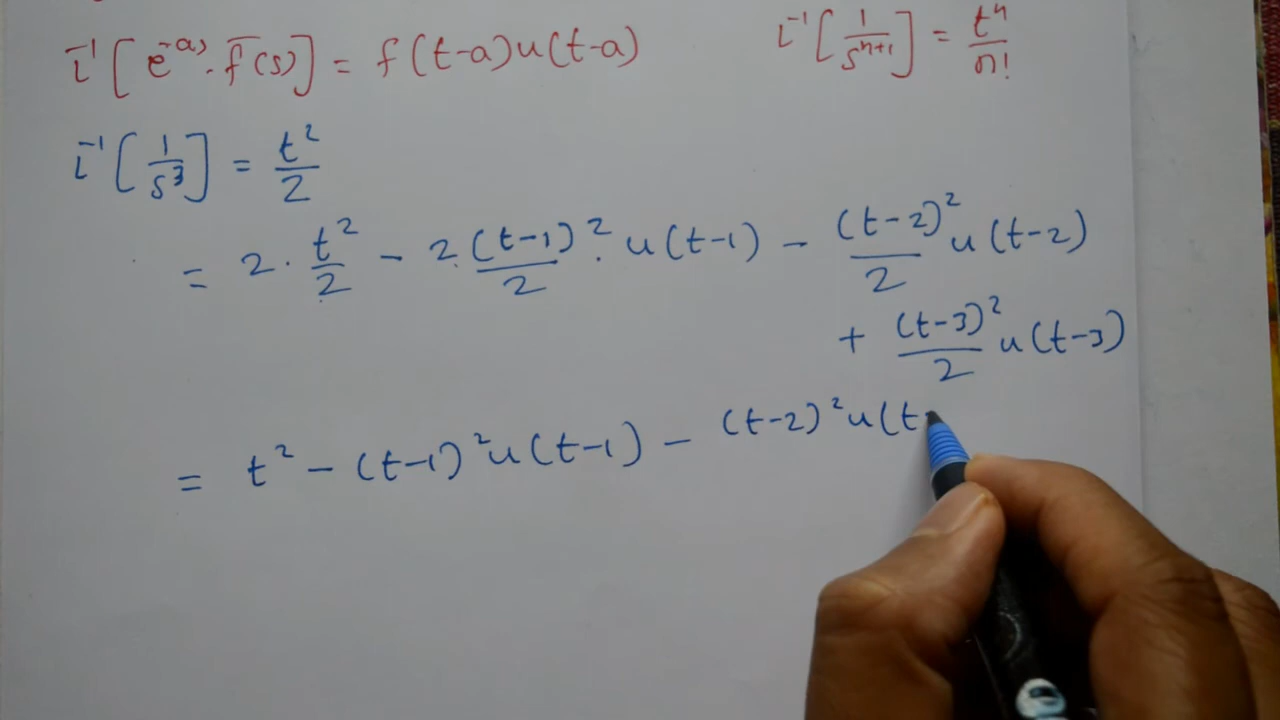 L⁻¹[e⁻ᵃˢ. f̅(s)] = f(t-a)u(t-a)
L⁻¹[1/sⁿ⁺¹] = tⁿ/n!
L⁻¹[1/s³] = t²/2
= 2. t²/2 - 2.(t-1)²/2 . u(t-1) - (t-2)²/2 u(t-2)
+ (t-3)²/2 u(t-3)
= t² - (t-1)²u(t-1) - (t-2)²u(t-